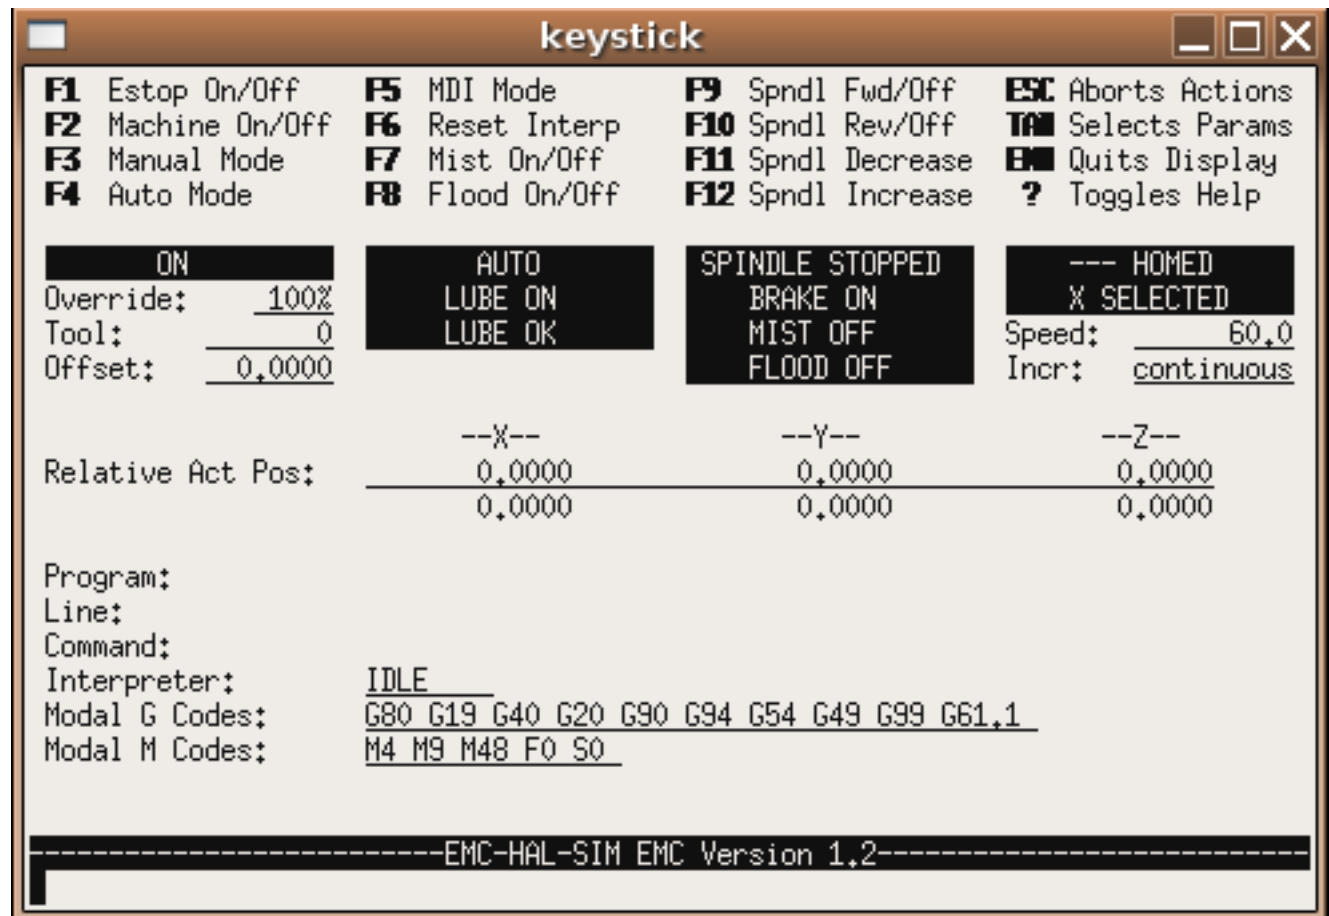 keystick
F1 Estop On/Off F5 MDI Mode F9 Spndl Fwd/Off ESC Aborts Actions
F2 Machine On/Off F6 Reset Interp F10 Spndl Rev/Off TAB Selects Params
F3 Manual Mode F7 Mist On/Off F11 Spndl Decrease Quits Display
F4 Auto Mode F8 Flood On/Off F12 Spndl Increase ? Toggles Help
ON AUTO SPINDLE STOPPED --- HOMED
Override: 100% LUBE ON BRAKE ON X SELECTED
Tool: 0 LUBE OK MIST OFF Speed: 60.0
Offset: 0.0000 FLOOD OFF Incr: continuous
--X-- --Y-- --Z--
Relative Act Pos: 0.0000 0.0000 0.0000
0.0000 0.0000 0.0000
Program:
Line:
Command:
Interpreter: IDLE
Modal G Codes: G80 G19 G40 G20 G90 G94 G54 G49 G99 G61.1
Modal M Codes: M4 M9 M48 F0 S0
--------------------------EMC-HAL-SIM EMC Version 1.2---------------------------